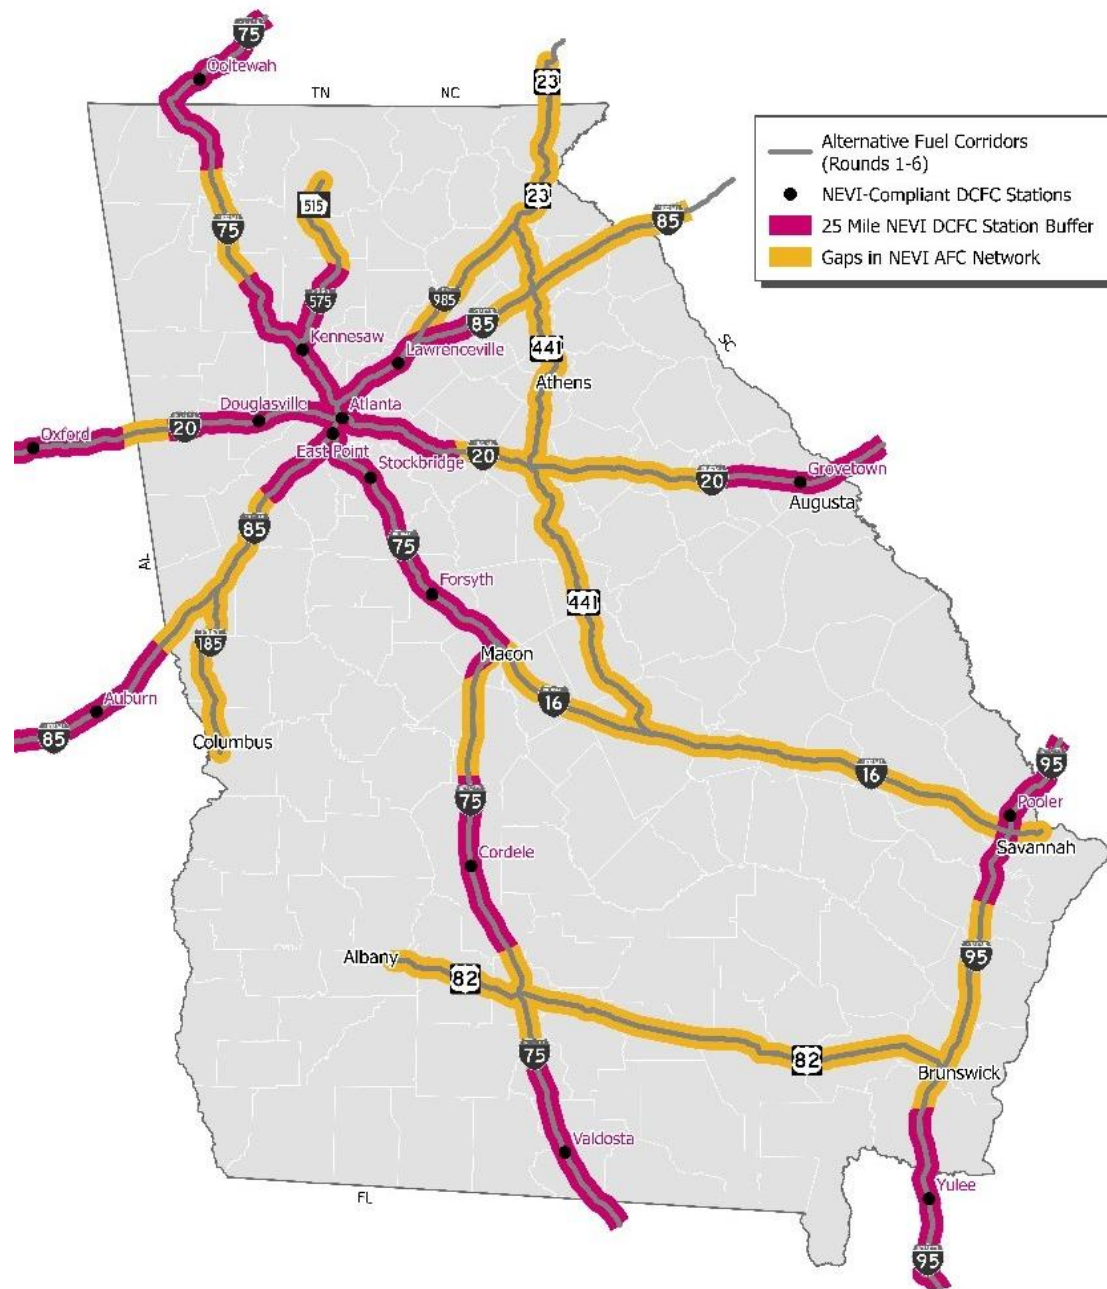 75
Ooltewah
TN
NC
23
Alternative Fuel Corridors
(Rounds 1-6)
NEVI-Compliant DCFC Stations
25 Mile NEVI DCFC Station Buffer
Gaps in NEVI AFC Network
23
515
75
85
575
985
85
Kennesaw
Lawrenceville
441
SC
Athens
Douglasville
Atlanta
20
Oxford
East Point
Stockbridge
20
Grovetown
20
Augusta
85
75
AL
Forsyth
441
185
Macon
Auburn
16
85
Columbus
16
95
75
Pooler
Savannah
Cordele
Albany
82
95
75
82
Brunswick
Valdosta
Yulee
FL
95